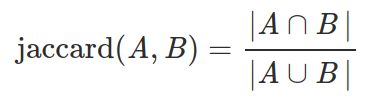 jaccard(A, B) = |A ∩ B| / |A ∪ B|